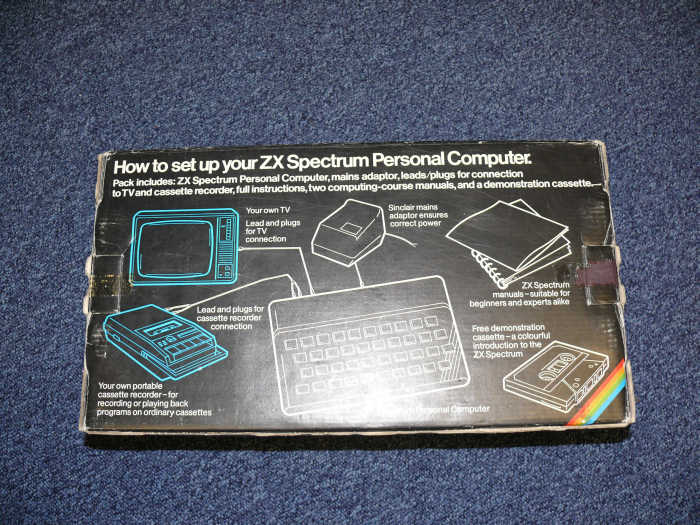 How to set up your ZX Spectrum Personal Computer.
Pack includes: ZX Spectrum Personal Computer, mains adaptor, leads/plugs for connection
to TV and cassette recorder, full instructions, two computing-course manuals, and a demonstration cassette.
Your own TV
Lead and plugs
for TV
connection
Sinclair mains
adaptor ensures
correct power
ZX Spectrum
manuals – suitable for
beginners and experts alike
Lead and plugs for
cassette recorder
connection
Free demonstration
cassette – a colourful
introduction to the
ZX Spectrum
Your own portable
cassette recorder – for
recording or playing back
programs on ordinary cassettes
Personal Computer